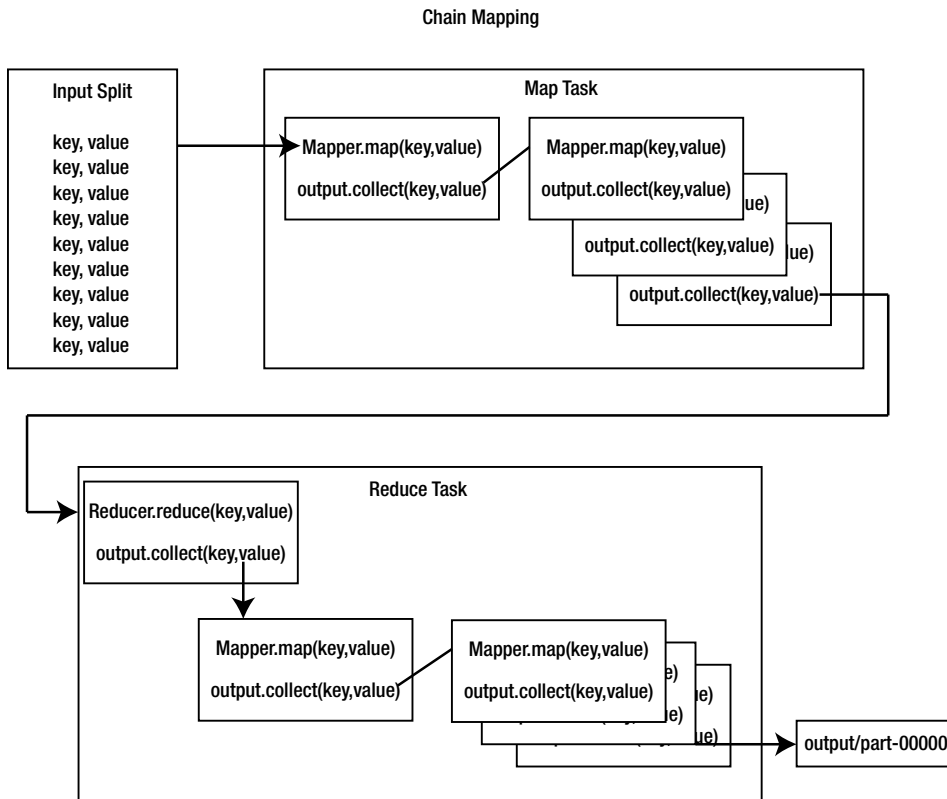 Chain Mapping
Input Split
key, value
key, value
key, value
key, value
key, value
key, value
key, value
key, value
key, value
Map Task
Mapper.map(key,value)
output.collect(key,value)
Mapper.map(key,value)
output.collect(key,value)
output.collect(key,value)
output.collect(key,value)
Reduce Task
Reducer.reduce(key,value)
output.collect(key,value)
Mapper.map(key,value)
output.collect(key,value)
Mapper.map(key,value)
output.collect(key,value)
output/part-00000